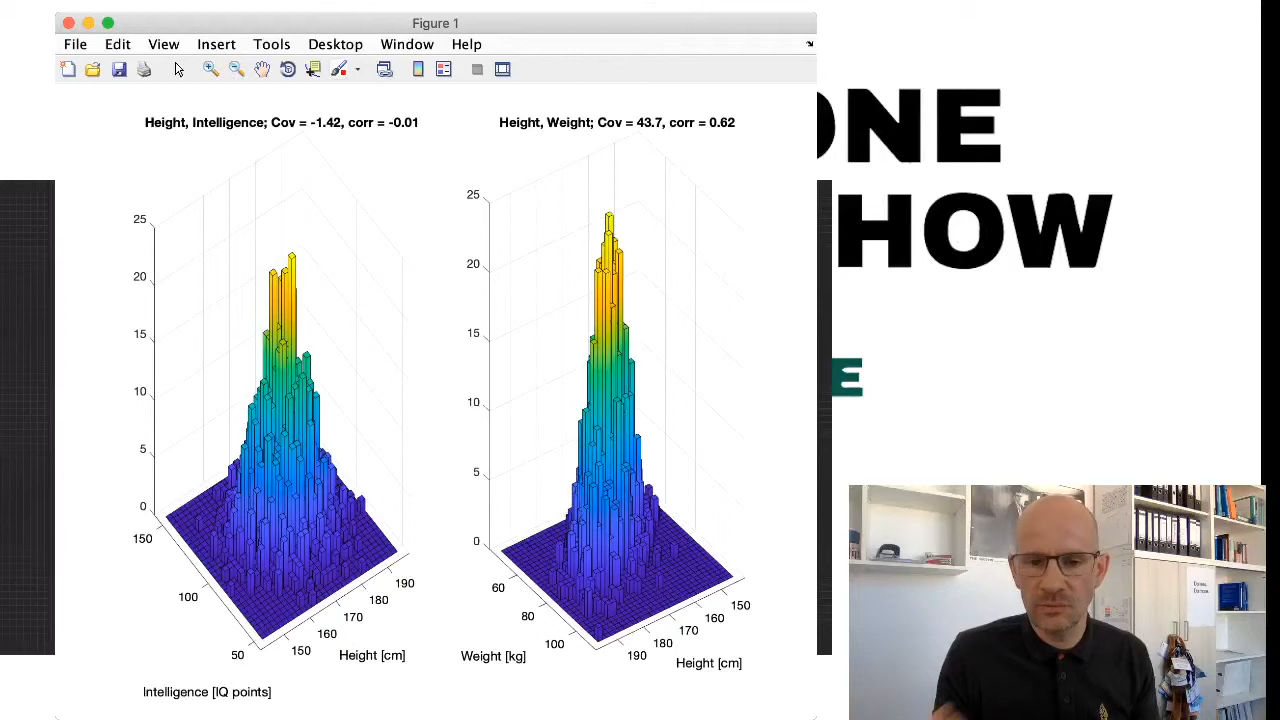 Figure 1
File Edit View Insert Tools Desktop Window Help
Height, Intelligence; Cov = -1.42, corr = -0.01
25
20
15
10
5
0
150
100
50
150
160
170
180
190
Height [cm]
Intelligence [IQ points]
Height, Weight; Cov = 43.7, corr = 0.62
25
20
15
10
5
0
60
80
100
190
180
170
160
150
Weight [kg]
Height [cm]
ONE
HOW
E